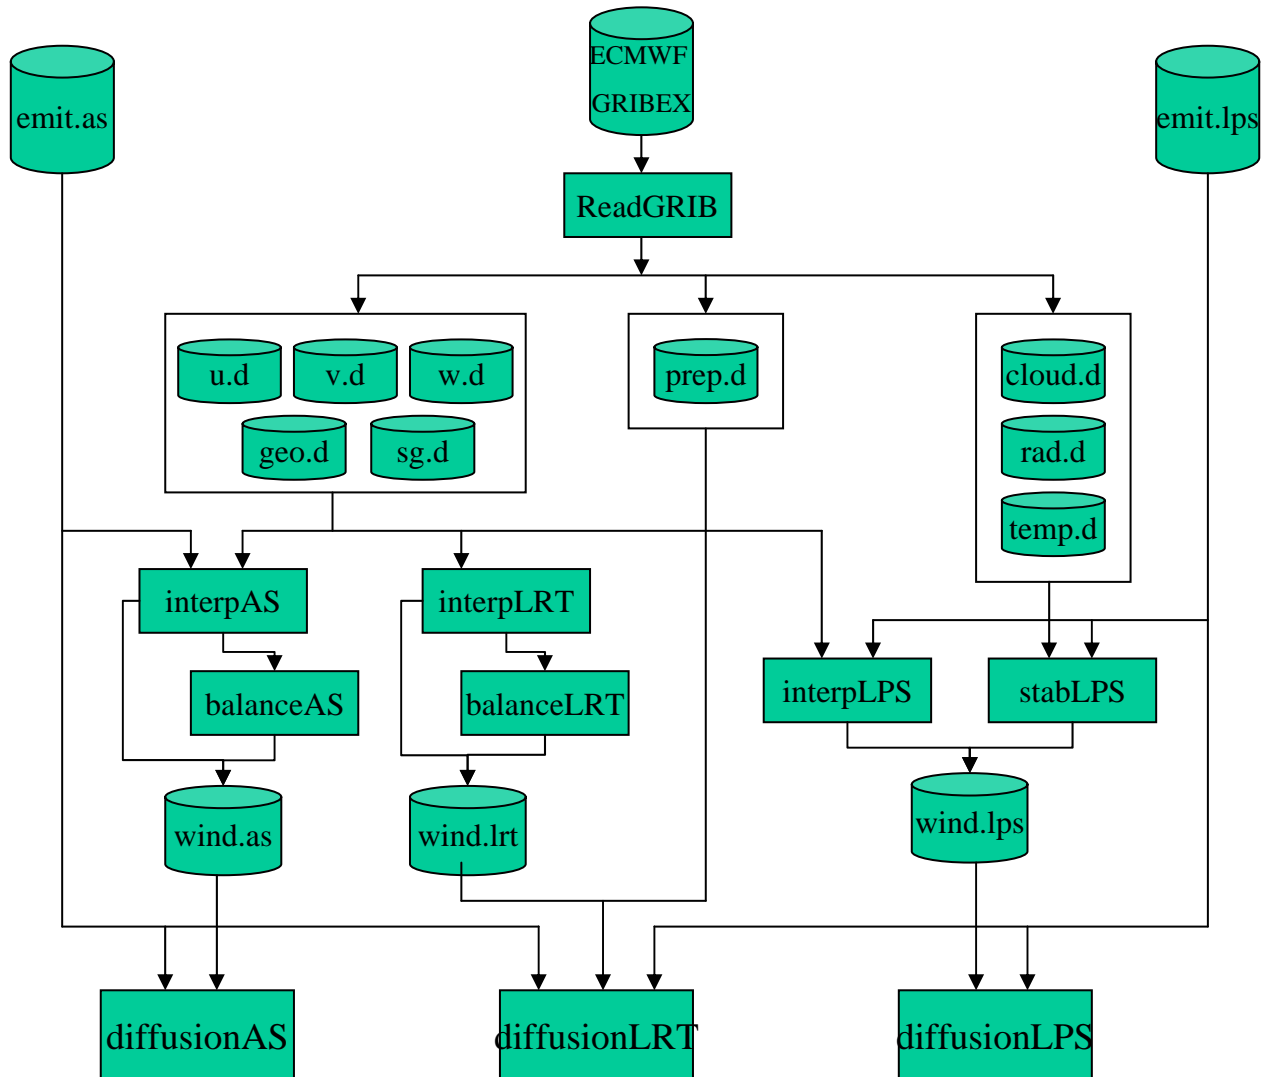 ECMWF
GRIBEX
emit.as
emit.lps
ReadGRIB
u.d
v.d
w.d
prep.d
cloud.d
geo.d
sg.d
rad.d
temp.d
interpAS
interpLRT
balanceAS
balanceLRT
interpLPS
stabLPS
wind.as
wind.lrt
wind.lps
diffusionAS
diffusionLRT
diffusionLPS